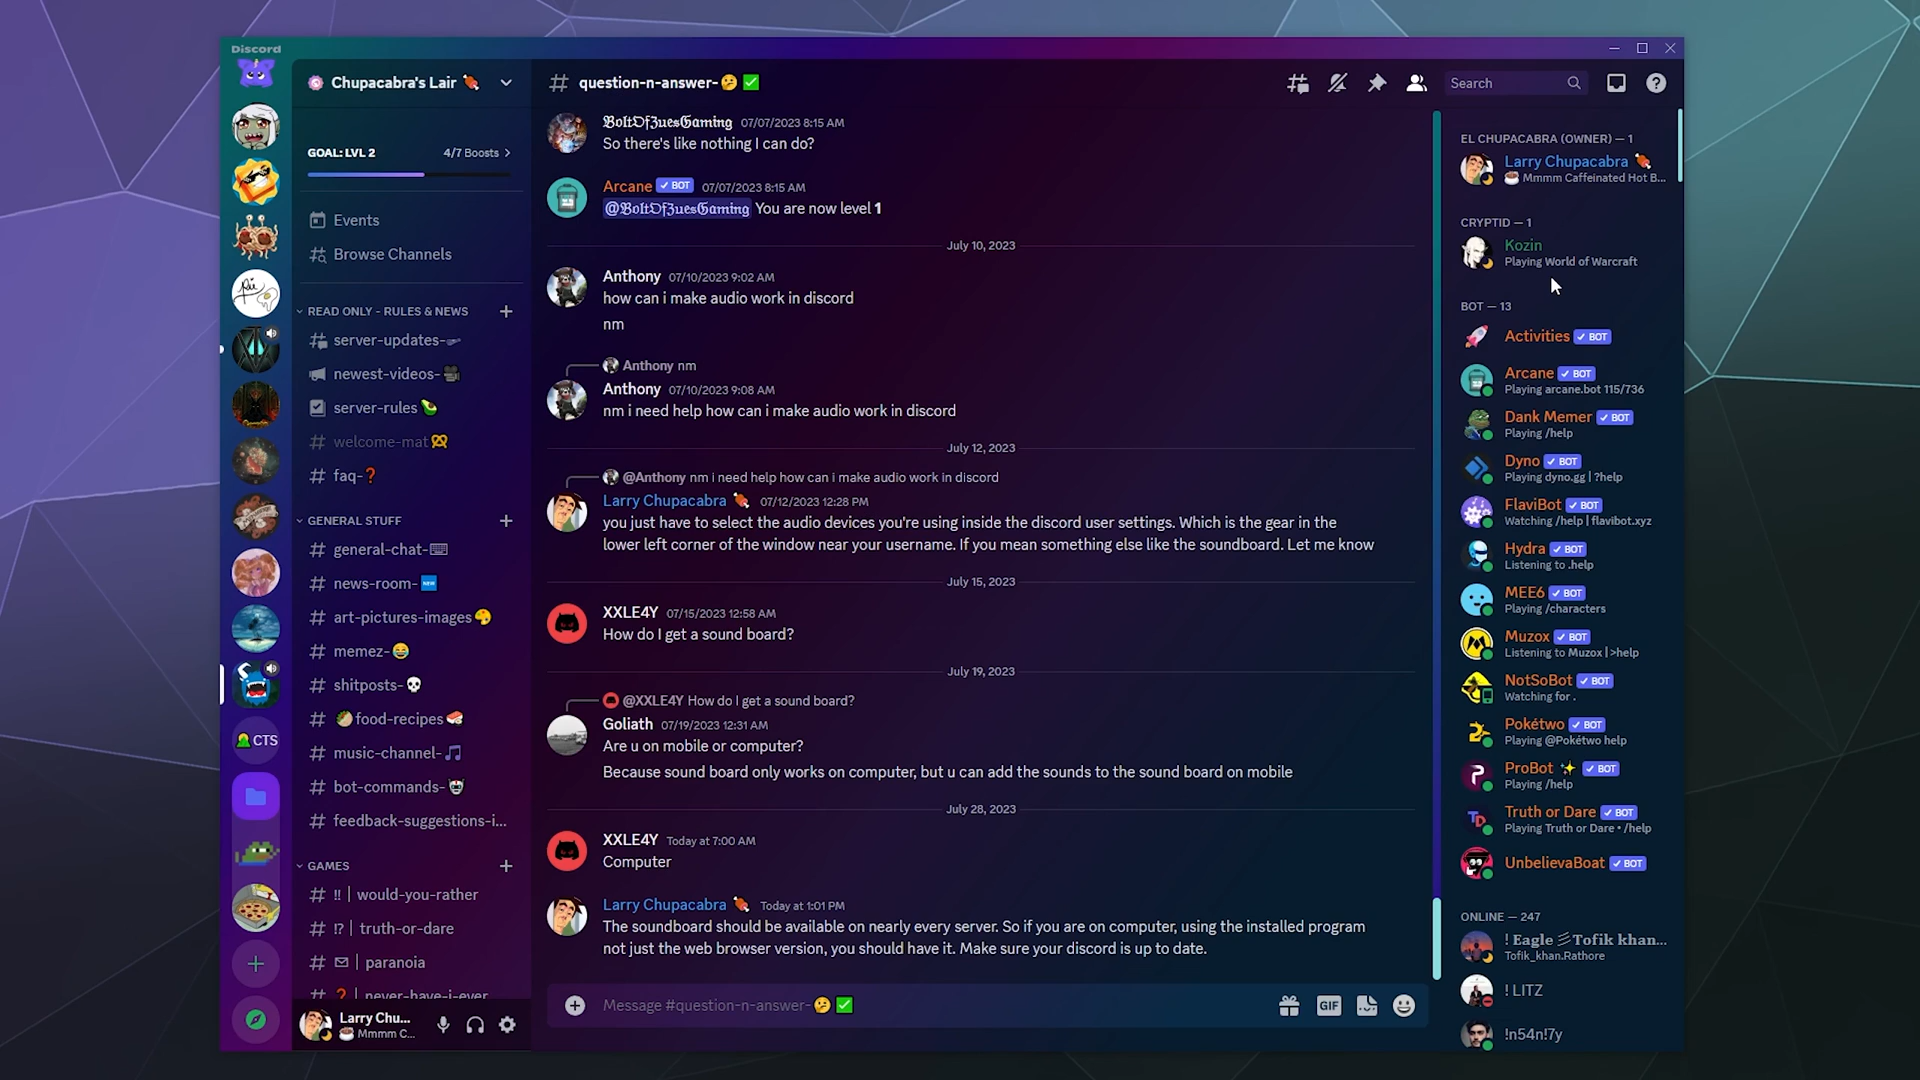 Discord
Chupacabra's Lair 🍖
GOAL: LVL 2
4/7 Boosts
Events
Browse Channels
READ ONLY - RULES & NEWS
server-updates-
newest-videos-🎥
server-rules🥑
welcome-mat🥨
faq-❓
GENERAL STUFF
general-chat-⌨
news-room-🆕
art-pictures-images🎨
memez-😂
shitposts-💀
🥙food-recipes🍣
CTS
music-channel-🎵
bot-commands-
feedback-suggestions-i...
GAMES
‼ | would-you-rather
⁉ | truth-or-dare
✉ | paranoia
❓ | never-have-i-ever
Larry Chu...
☕ Mmmm C...
question-n-answer-🤔✅
Search
𝕭𝖔𝖑𝖙𝕺𝖋𝖅𝖚𝖊𝖘𝕲𝖆𝖒𝖎𝖓𝖌 07/07/2023 8:15 AM
So there's like nothing I can do?
Arcane ✓ BOT 07/07/2023 8:15 AM
@𝕭𝖔𝖑𝖙𝕺𝖋𝖅𝖚𝖊𝖘𝕲𝖆𝖒𝖎𝖓𝖌 You are now level 1
July 10, 2023
Anthony 07/10/2023 9:02 AM
how can i make audio work in discord
nm
Anthony nm
Anthony 07/10/2023 9:08 AM
nm i need help how can i make audio work in discord
July 12, 2023
@Anthony nm i need help how can i make audio work in discord
Larry Chupacabra 🍖 07/12/2023 12:28 PM
you just have to select the audio devices you're using inside the discord user settings. Which is the gear in the
lower left corner of the window near your username. If you mean something else like the soundboard. Let me know
July 15, 2023
XXLE4Y 07/15/2023 12:58 AM
How do I get a sound board?
July 19, 2023
@XXLE4Y How do I get a sound board?
Goliath 07/19/2023 12:31 AM
Are u on mobile or computer?
Because sound board only works on computer, but u can add the sounds to the sound board on mobile
July 28, 2023
XXLE4Y Today at 7:00 AM
Computer
Larry Chupacabra 🍖 Today at 1:01 PM
The soundboard should be available on nearly every server. So if you are on computer, using the installed program
not just the web browser version, you should have it. Make sure your discord is up to date.
Message #question-n-answer-🤔✅
GIF
EL CHUPACABRA (OWNER) — 1
Larry Chupacabra 🍖
☕ Mmmm Caffeinated Hot B...
CRYPTID — 1
Kozin
Playing World of Warcraft
BOT — 13
Activities ✓ BOT
Arcane ✓ BOT
Playing arcane.bot 115/736
Dank Memer ✓ BOT
Playing /help
Dyno ✓ BOT
Playing dyno.gg | ?help
FlaviBot ✓ BOT
Watching /help | flavibot.xyz
Hydra ✓ BOT
Listening to .help
MEE6 ✓ BOT
Playing /characters
Muzox ✓ BOT
Listening to Muzox | >help
NotSoBot ✓ BOT
Watching for .
Pokétwo ✓ BOT
Playing @Pokétwo help
ProBot ✨ ✓ BOT
Playing /help
Truth or Dare ✓ BOT
Playing Truth or Dare • /help
UnbelievaBoat ✓ BOT
ONLINE — 247
! 𝐄𝐚𝐠𝐥𝐞 彡𝐓𝐨𝐟𝐢𝐤 𝐤𝐡𝐚𝐧...
Tofik_khan.Rathore
! LITZ
!n54n!7y